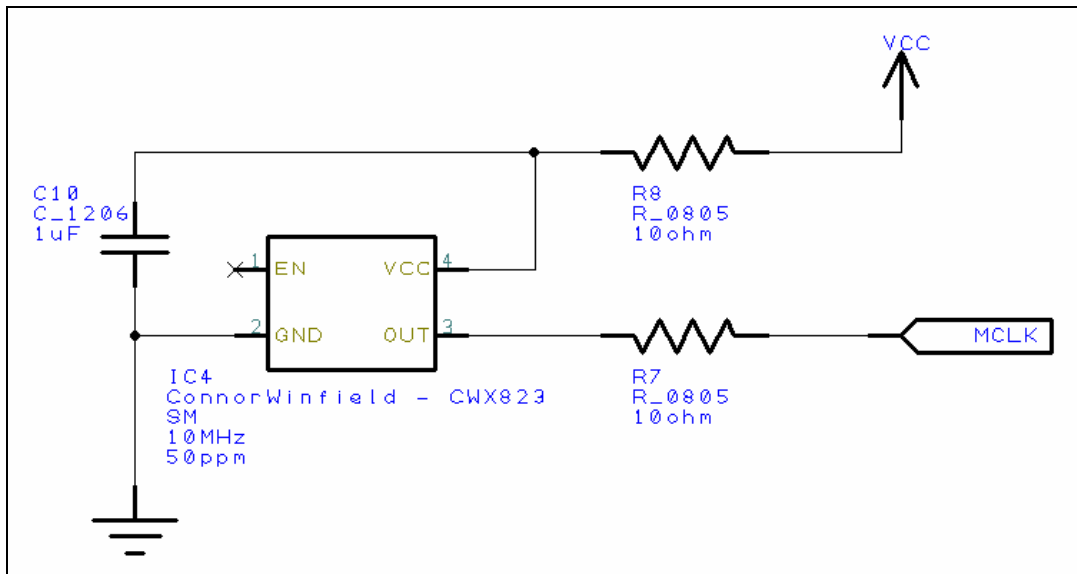 VCC
C10
C_1206
1uF
R8
R_0805
10ohm
1
EN
VCC
4
2
GND
OUT
3
MCLK
IC4
ConnorWinfield - CWX823
SM
10MHz
50ppm
R7
R_0805
10ohm